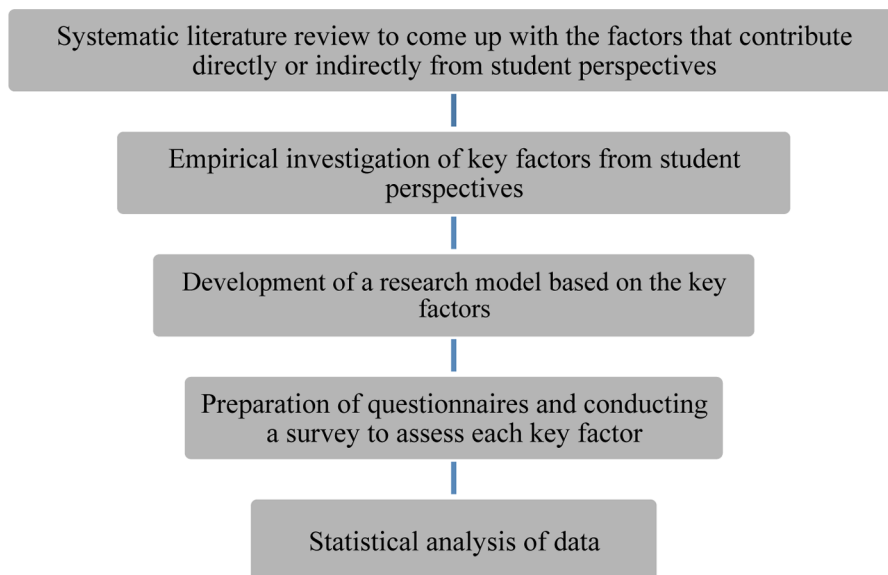 Systematic literature review to come up with the factors that contribute
directly or indirectly from student perspectives
Empirical investigation of key factors from student
perspectives
Development of a research model based on the key
factors
Preparation of questionnaires and conducting
a survey to assess each key factor
Statistical analysis of data